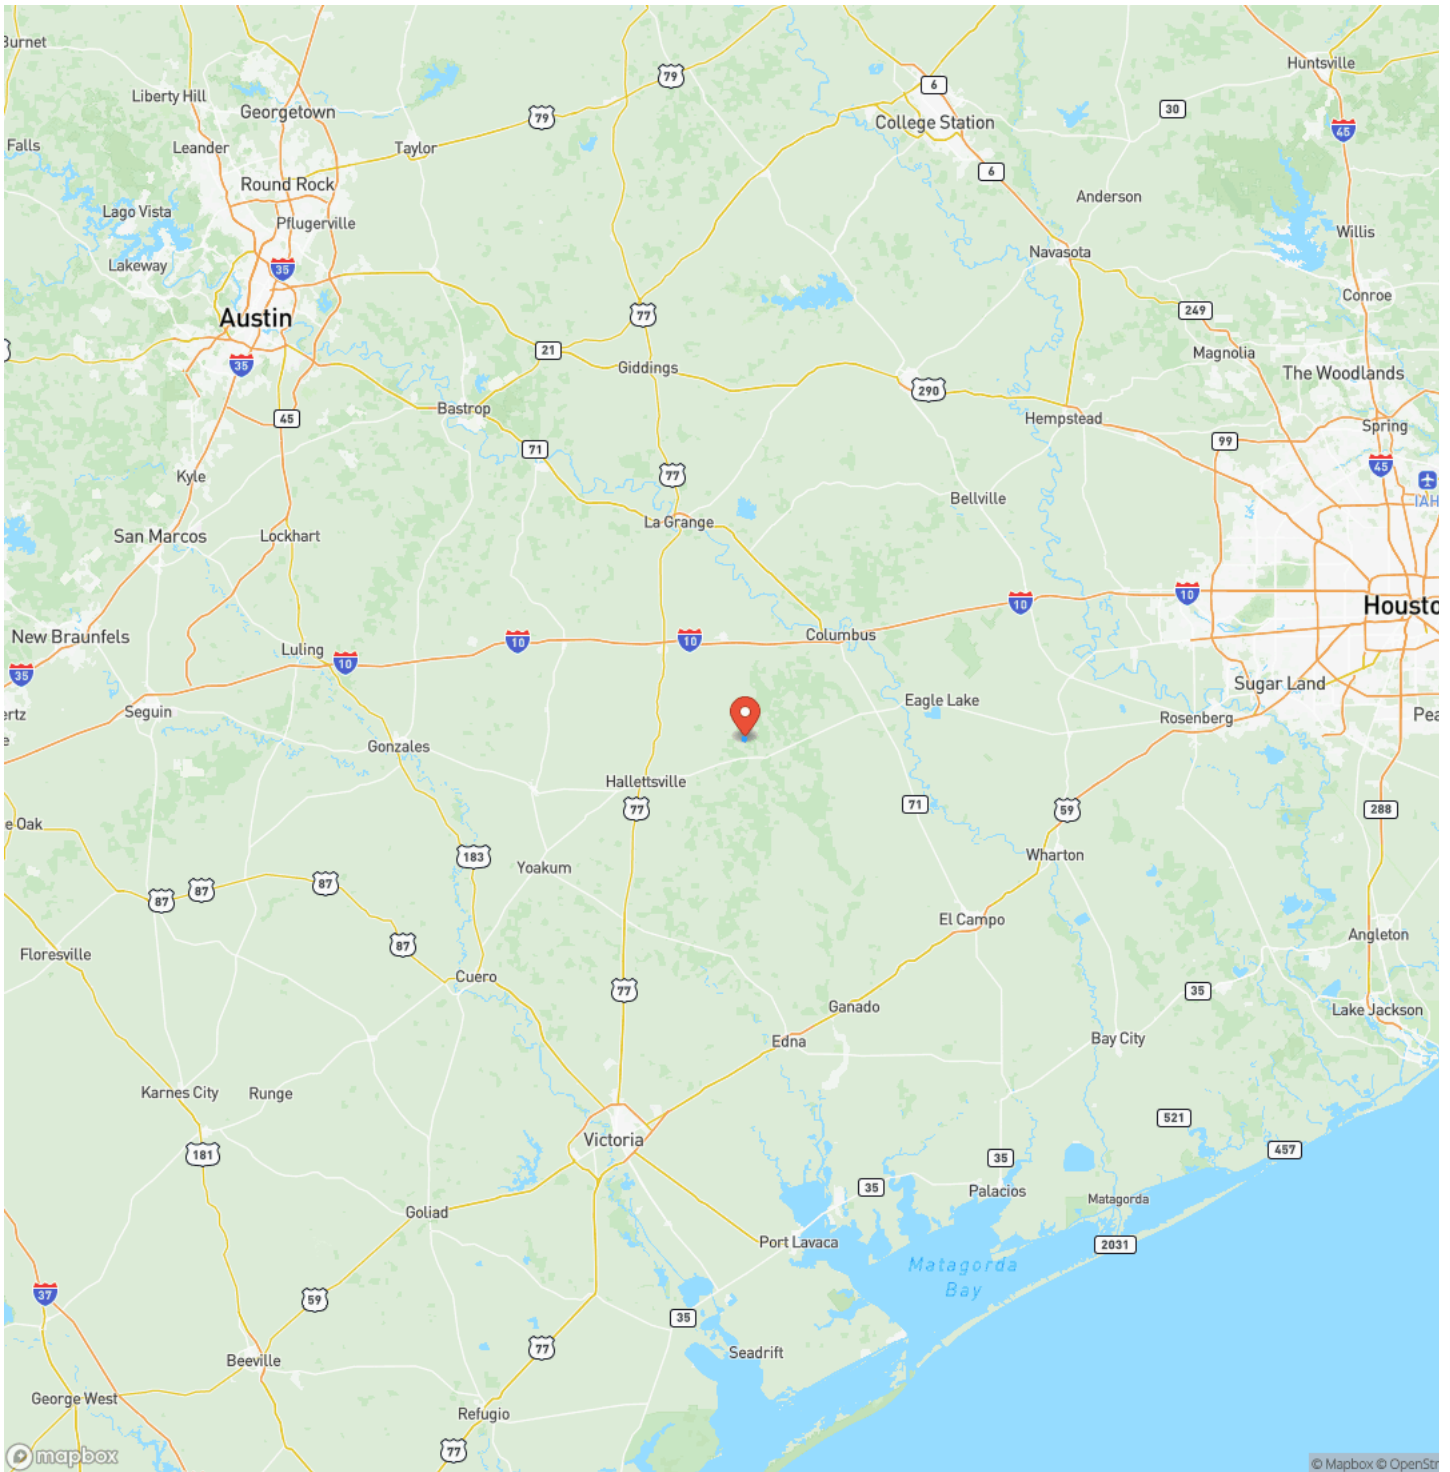 Burnet
Huntsville
79
6
Liberty Hill
Georgetown
79
30
45
College Station
Falls
Leander
Taylor
6
Round Rock
Anderson
Lago Vista
Pflugerville
Willis
Lakeway
35
Navasota
Conroe
Austin
77
249
21
Magnolia
35
Giddings
The Woodlands
290
Bastrop
45
Hempstead
Spring
71
99
45
Kyle
77
Bellville
IAH
La Grange
San Marcos
Lockhart
10
10
Housto
New Braunfels
10
10
Columbus
Luling
10
35
Sugar Land
Eagle Lake
ertz
Seguin
Rosenberg
Pea
e
Gonzales
Hallettsville
77
71
59
288
e Oak
183
Wharton
Yoakum
87
87
87
El Campo
Angleton
87
Floresville
Cuero
77
35
Ganado
Lake Jackson
Edna
Bay City
Karnes City
Runge
521
Victoria
181
457
35
35
Palacios
Matagorda
Goliad
Port Lavaca
2031
Matagorda
Bay
37
59
35
77
Seadrift
Beeville
George West
Refugio
77
mapbox
© Mapbox © OpenStr